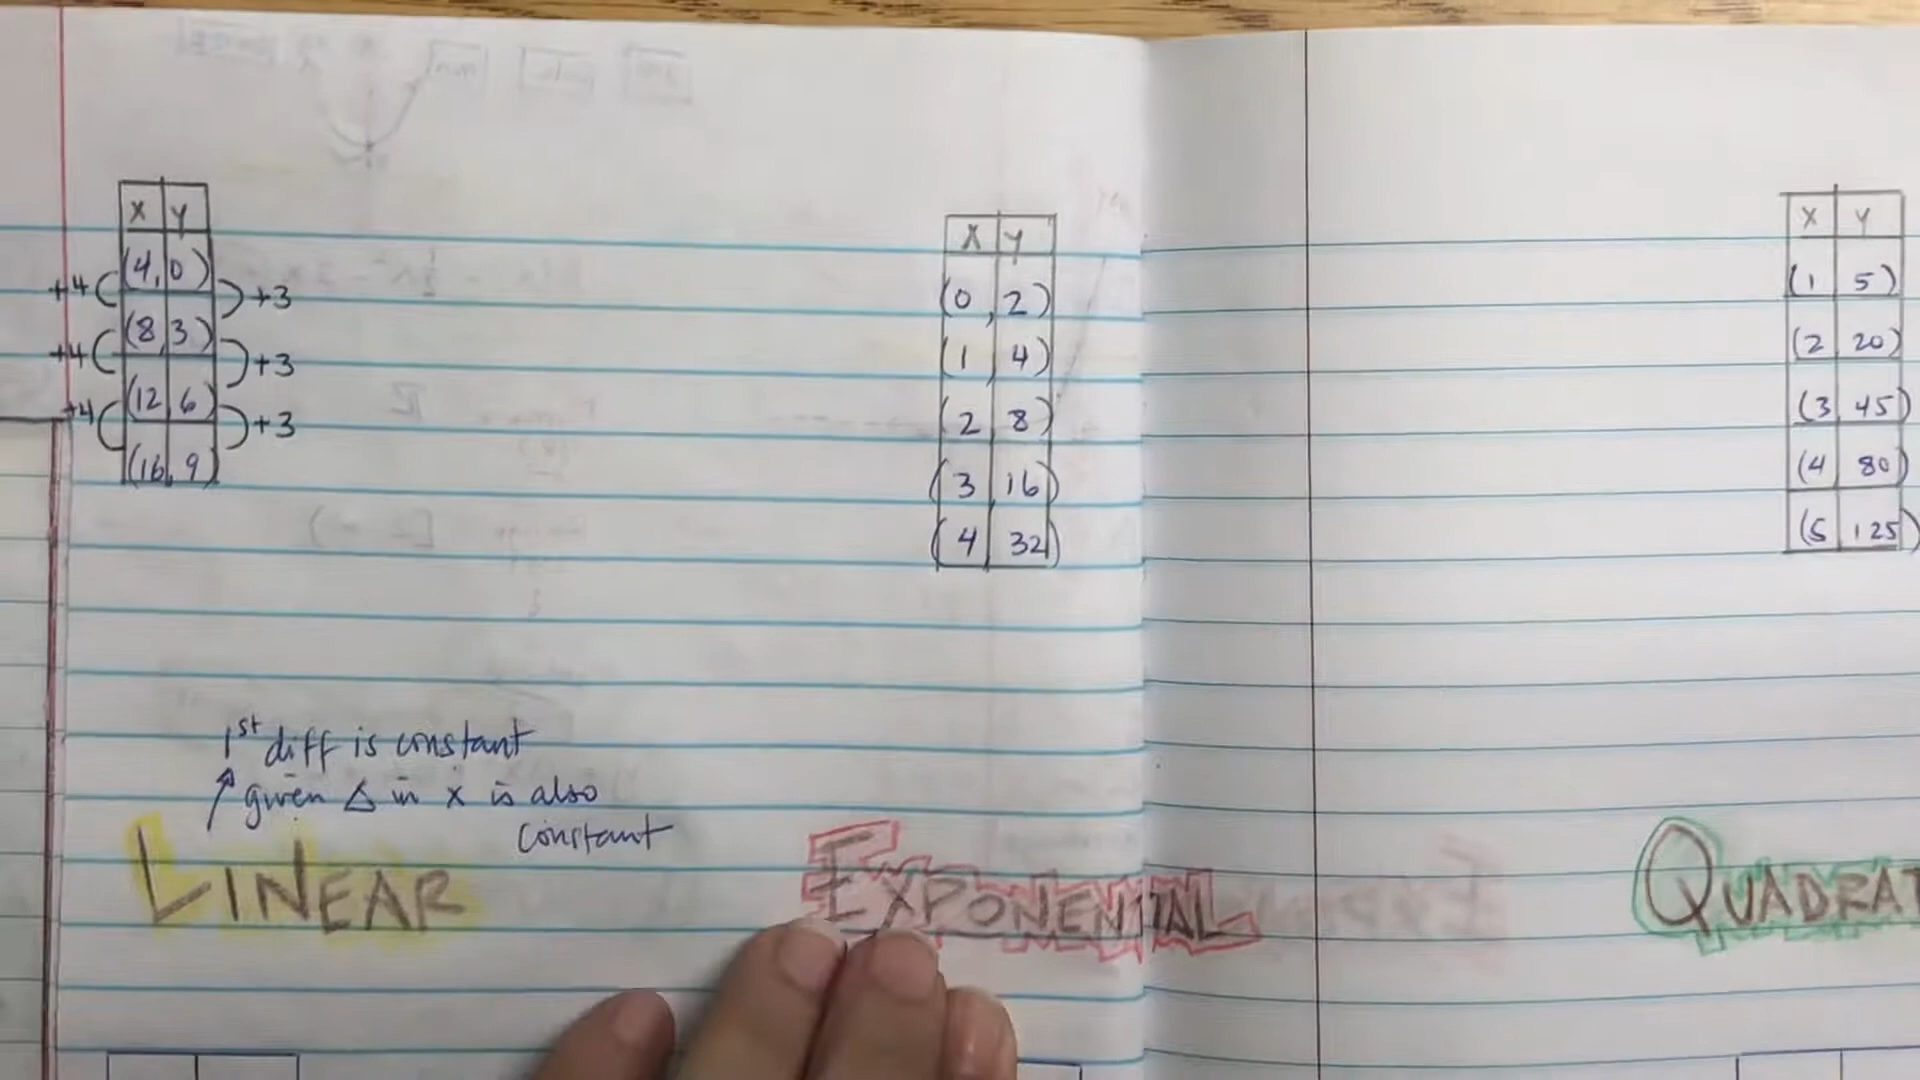 X Y
(4, 0)
+4 +3
(8, 3)
+4 +3
(12, 6)
+4 +3
(16, 9)
1st diff is constant
↗ given Δ in x is also
constant
LINEAR
X Y
(0, 2)
(1, 4)
(2, 8)
(3, 16)
(4, 32)
EXPONENTIAL
X Y
(1 5)
(2 20)
(3 45)
(4 80)
(5 125)
QUADRAT